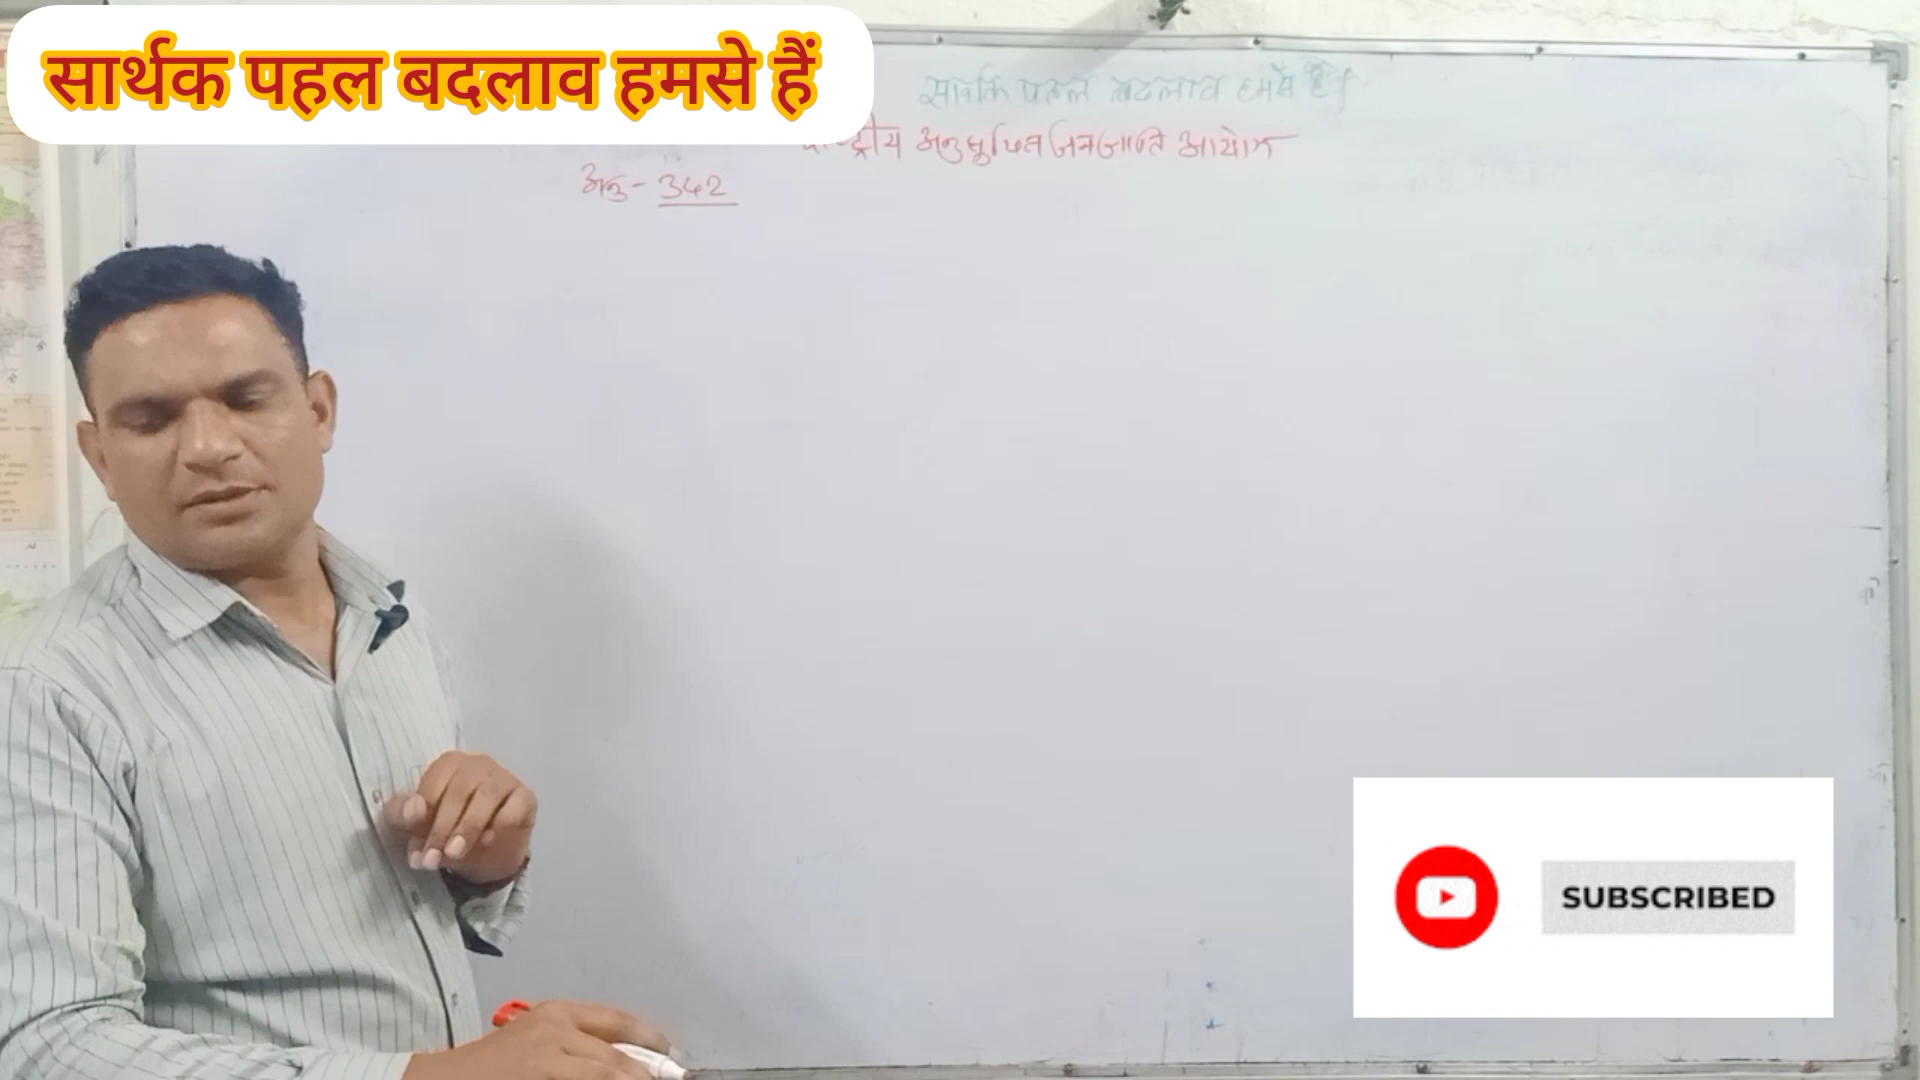 सार्थक पहल बदलाव हमसे हैं
सार्थक पहल बदलाव हमसे हैं।
राष्ट्रीय अनुसूचित जनजाति आयोग
अनु- 342
SUBSCRIBED